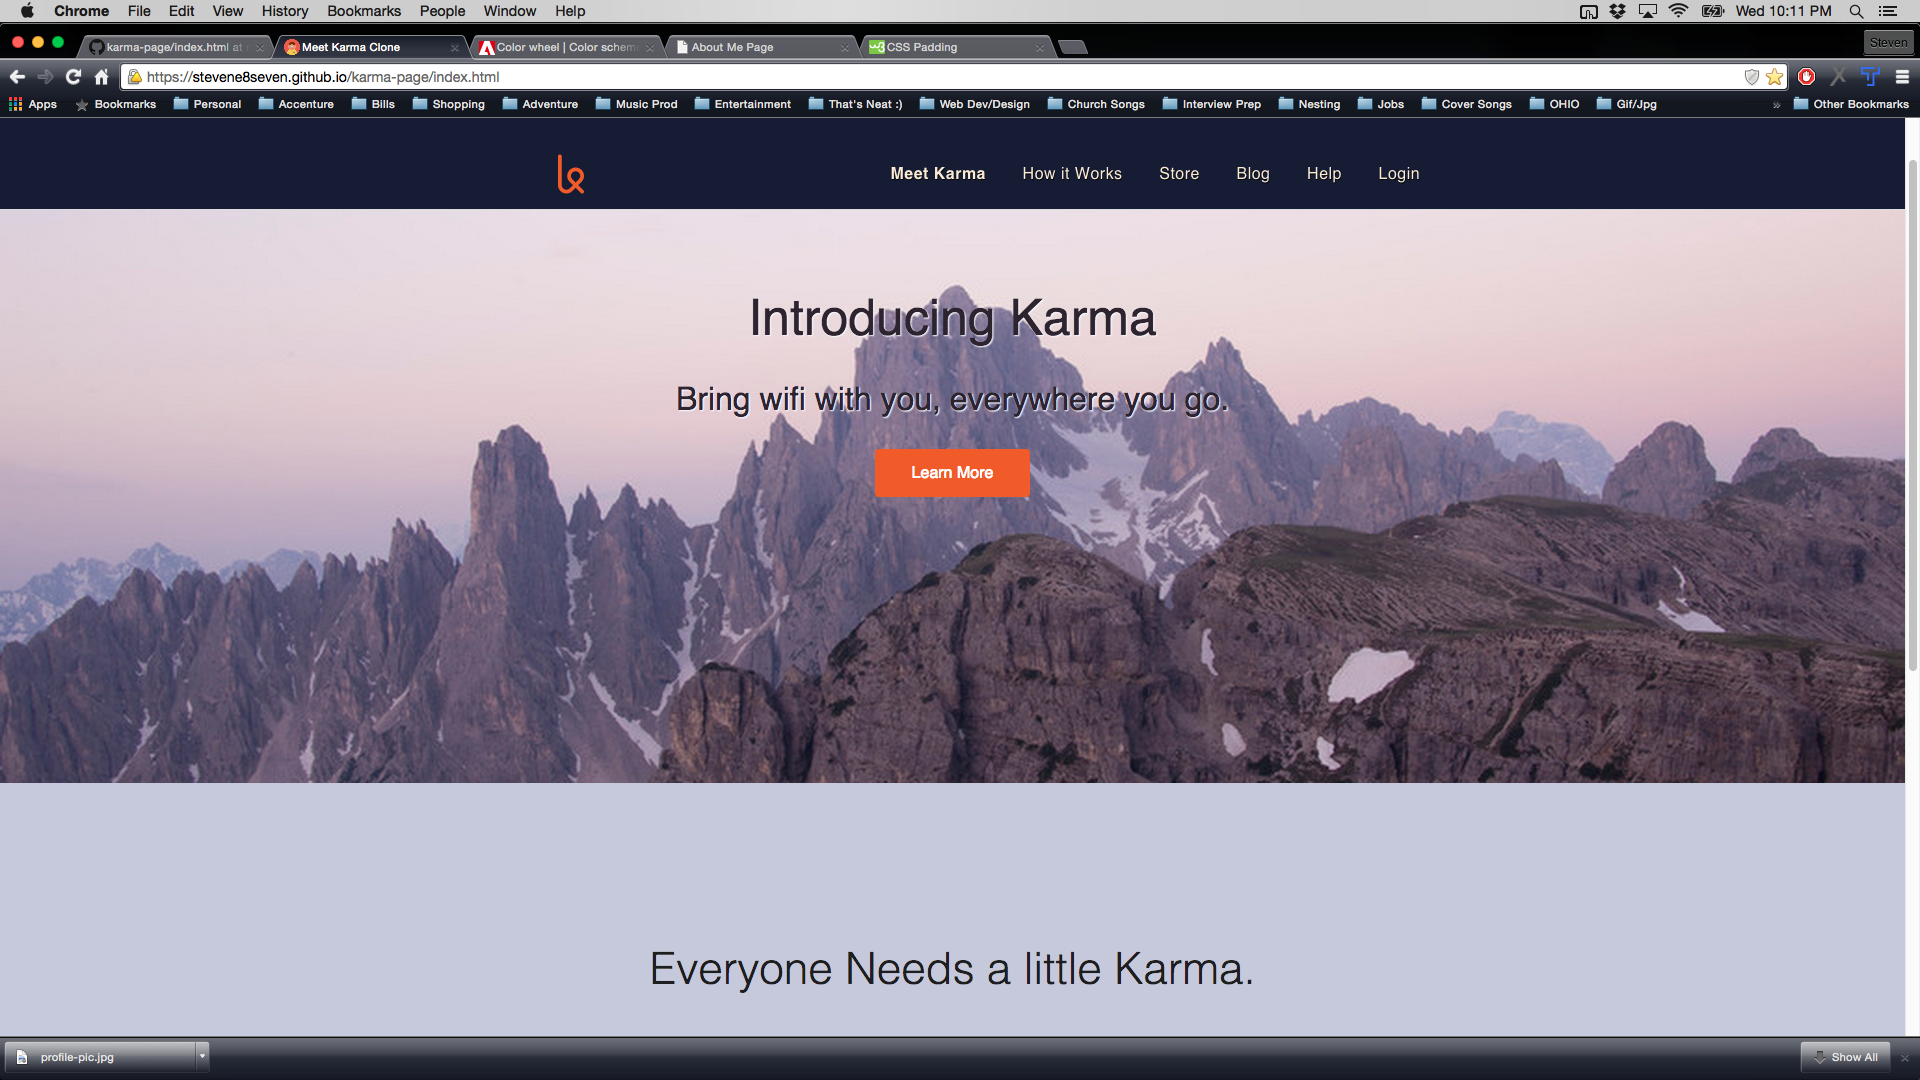 Chrome File Edit View History Bookmarks People Window Help Wed 10:11 PM
karma-page/index.html at Meet Karma Clone Color wheel | Color schem About Me Page CSS Padding Steven
https://stevene8seven.github.io/karma-page/index.html
Apps Bookmarks Personal Accenture Bills Shopping Adventure Music Prod Entertainment That's Neat :) Web Dev/Design Church Songs Interview Prep Nesting Jobs Cover Songs OHIO Gif/Jpg » Other Bookmarks
Meet Karma How it Works Store Blog Help Login
Introducing Karma
Bring wifi with you, everywhere you go.
Learn More
Everyone Needs a little Karma.
profile-pic.jpg Show All